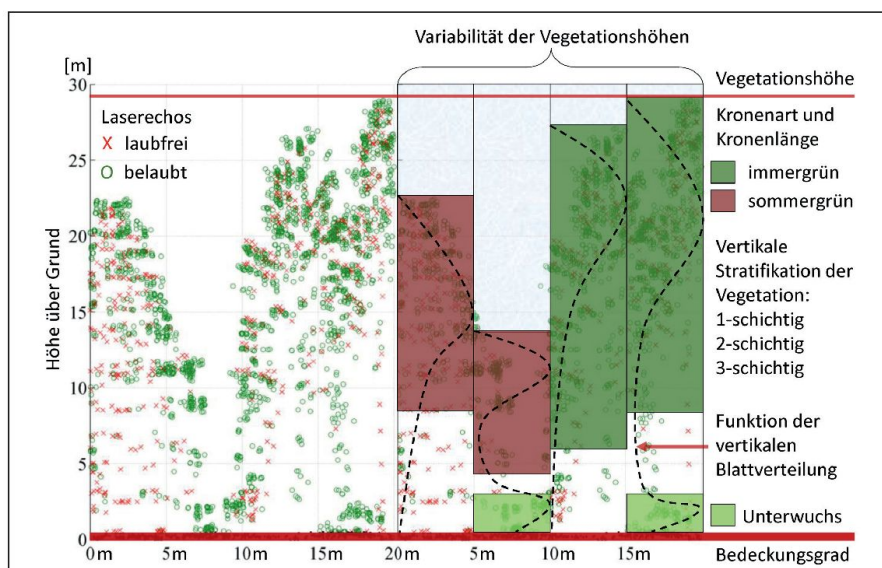 Variabilität der Vegetationshöhen
[m]
30
25
20
15
10
5
0
Höhe über Grund
Laserechos
x laubfrei
o belaubt
0m 5m 10m 15m 20m 5m 10m 15m
Vegetationshöhe
Kronenart und
Kronenlänge
immergrün
sommergrün
Vertikale
Stratifikation der
Vegetation:
1-schichtig
2-schichtig
3-schichtig
Funktion der
vertikalen
Blattverteilung
Unterwuchs
Bedeckungsgrad